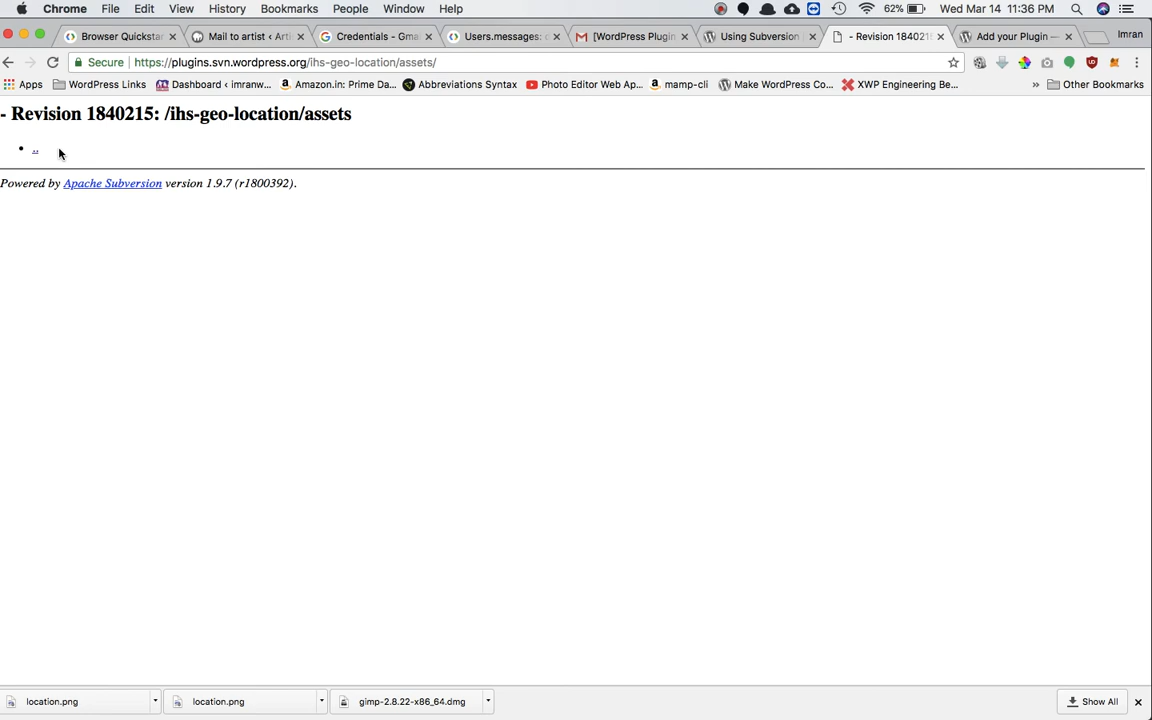 Chrome File Edit View History Bookmarks People Window Help 62% Wed Mar 14 11:36 PM
Browser Quickstar Mail to artist ‹ Arti Credentials - Gma Users.messages: [WordPress Plugin Using Subversion - Revision 1840215 Add your Plugin — Imran
Secure https://plugins.svn.wordpress.org/ihs-geo-location/assets/
Apps WordPress Links Dashboard ‹ imranw... Amazon.in: Prime Da... Abbreviations Syntax Photo Editor Web Ap... mamp-cli Make WordPress Co... XWP Engineering Be... » Other Bookmarks
- Revision 1840215: /ihs-geo-location/assets
• ..
Powered by Apache Subversion version 1.9.7 (r1800392).
location.png location.png gimp-2.8.22-x86_64.dmg Show All